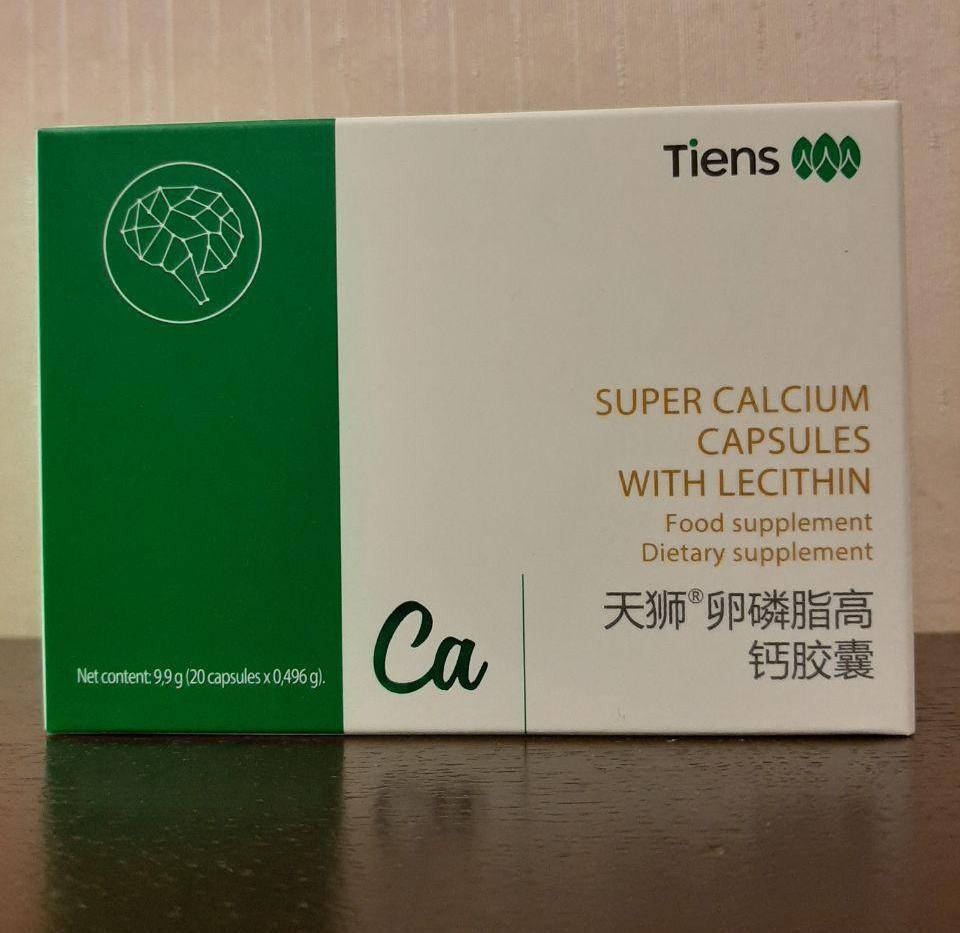 Tiens
SUPER CALCIUM
CAPSULES
WITH LECITHIN
Food supplement
Dietary supplement
天狮®卵磷脂高
钙胶囊
Ca
Net content: 9,9 g (20 capsules x 0,496 g).